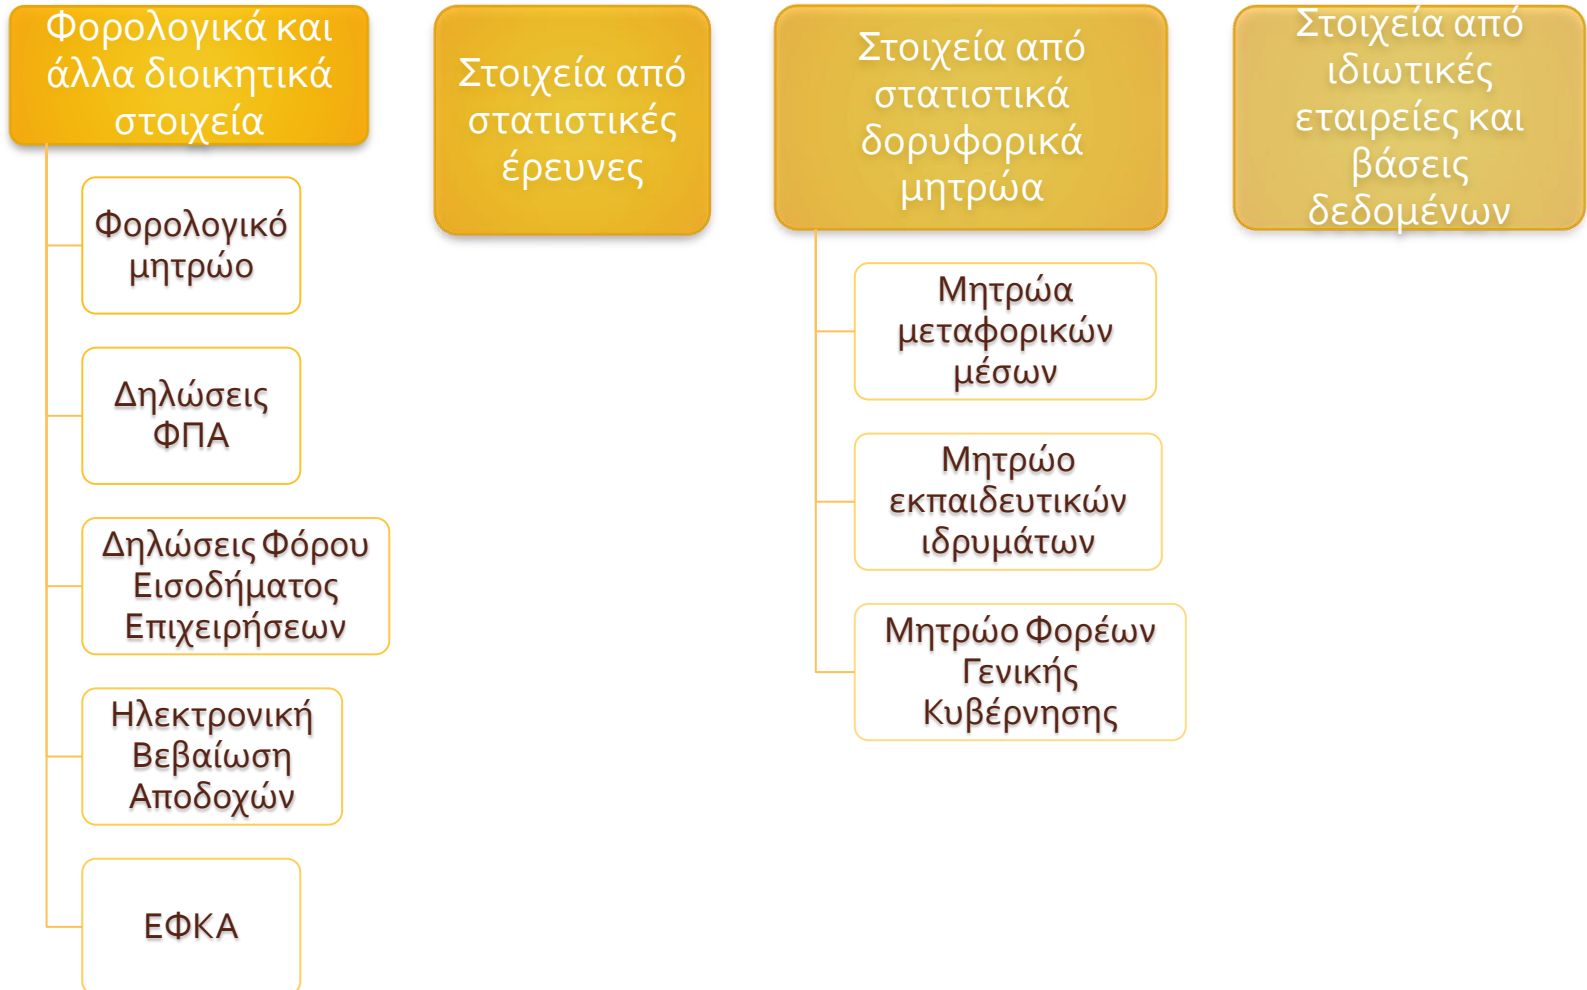 Φορολογικά και
άλλα διοικητικά
στοιχεία
Φορολογικό
μητρώο
Δηλώσεις
ΦΠΑ
Δηλώσεις Φόρου
Εισοδήματος
Επιχειρήσεων
Ηλεκτρονική
Βεβαίωση
Αποδοχών
ΕΦΚΑ
Στοιχεία από
στατιστικές
έρευνες
Στοιχεία από
στατιστικά
δορυφορικά
μητρώα
Μητρώα
μεταφορικών
μέσων
Μητρώο
εκπαιδευτικών
ιδρυμάτων
Μητρώο Φορέων
Γενικής
Κυβέρνησης
Στοιχεία από
ιδιωτικές
εταιρείες και
βάσεις
δεδομένων